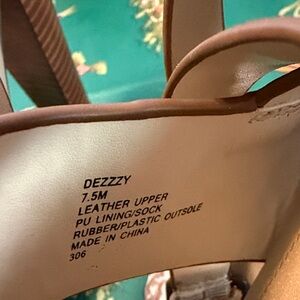 DEZZZY
7.5M
LEATHER UPPER
PU LINING/SOCK
RUBBER/PLASTIC OUTSOLE
MADE IN CHINA
306